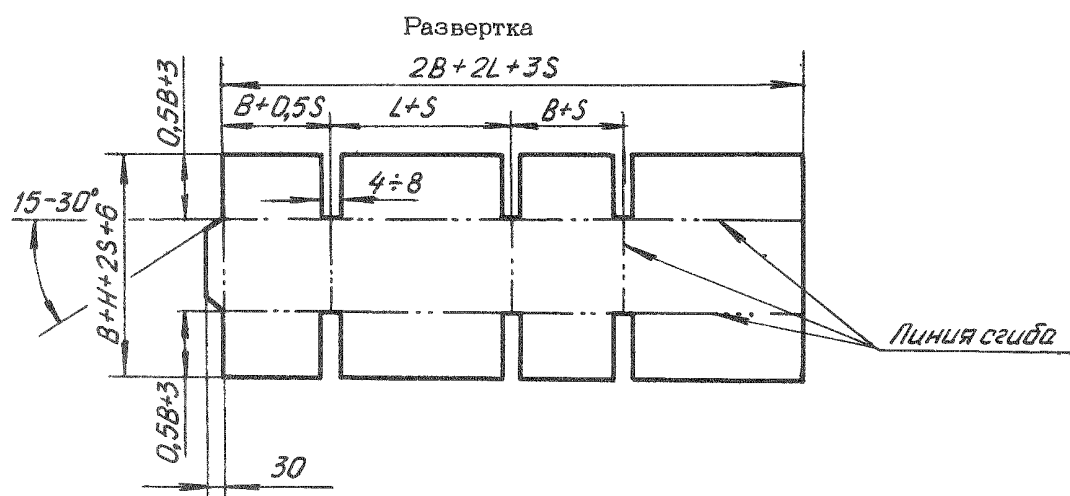 Развертка
2B+2L+3S
0,5B+3
B+0,5S
L+S
B+S
4÷8
15-30°
B+H+2S+6
Линия сгиба
0,5B+3
30